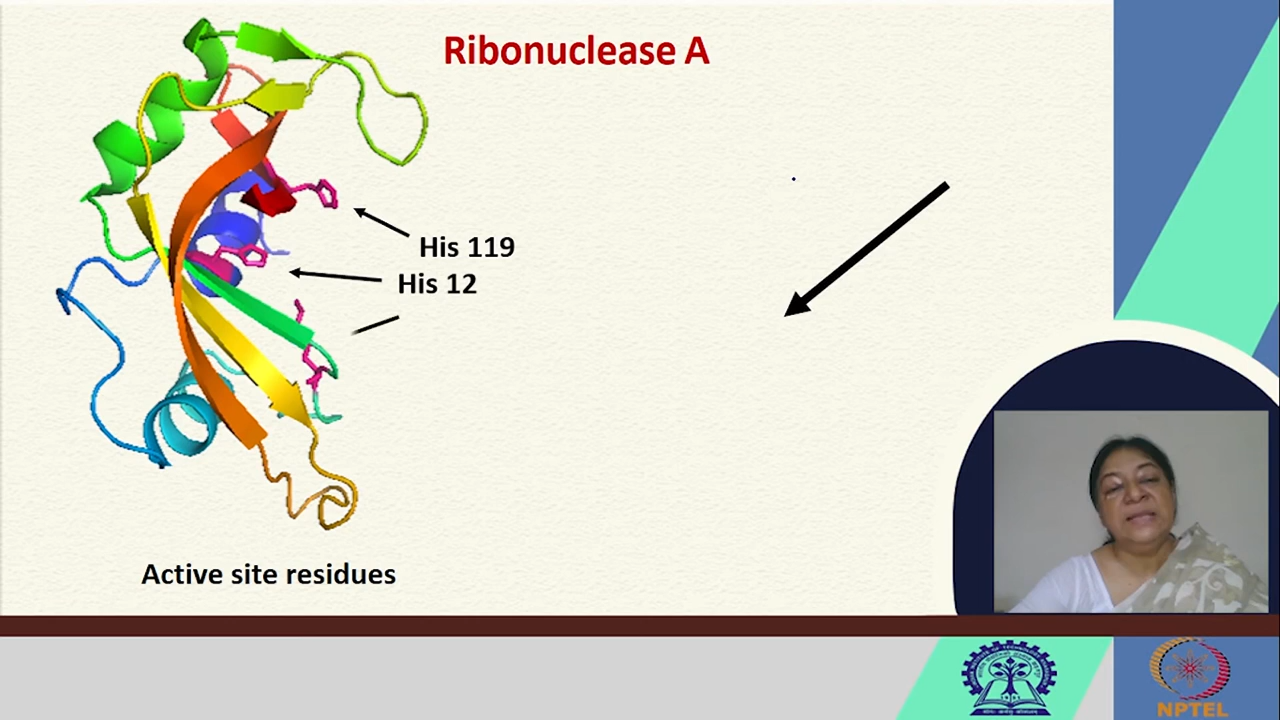 Ribonuclease A
His 119
His 12
Active site residues
NPTEL